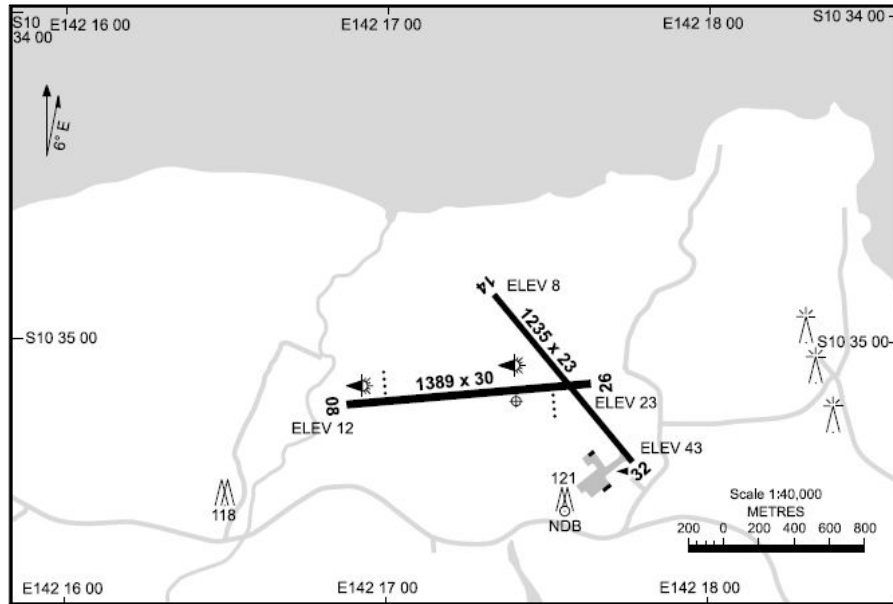 S10 34 00
E142 16 00
E142 17 00
E142 18 00
S10 34 00
6° E
14
ELEV 8
1235 x 23
S10 35 00
S10 35 00
1389 x 30
26
08
ELEV 23
ELEV 12
ELEV 43
32
121
118
NDB
Scale 1:40,000
METRES
200 0 200 400 600 800
E142 16 00
E142 17 00
E142 18 00